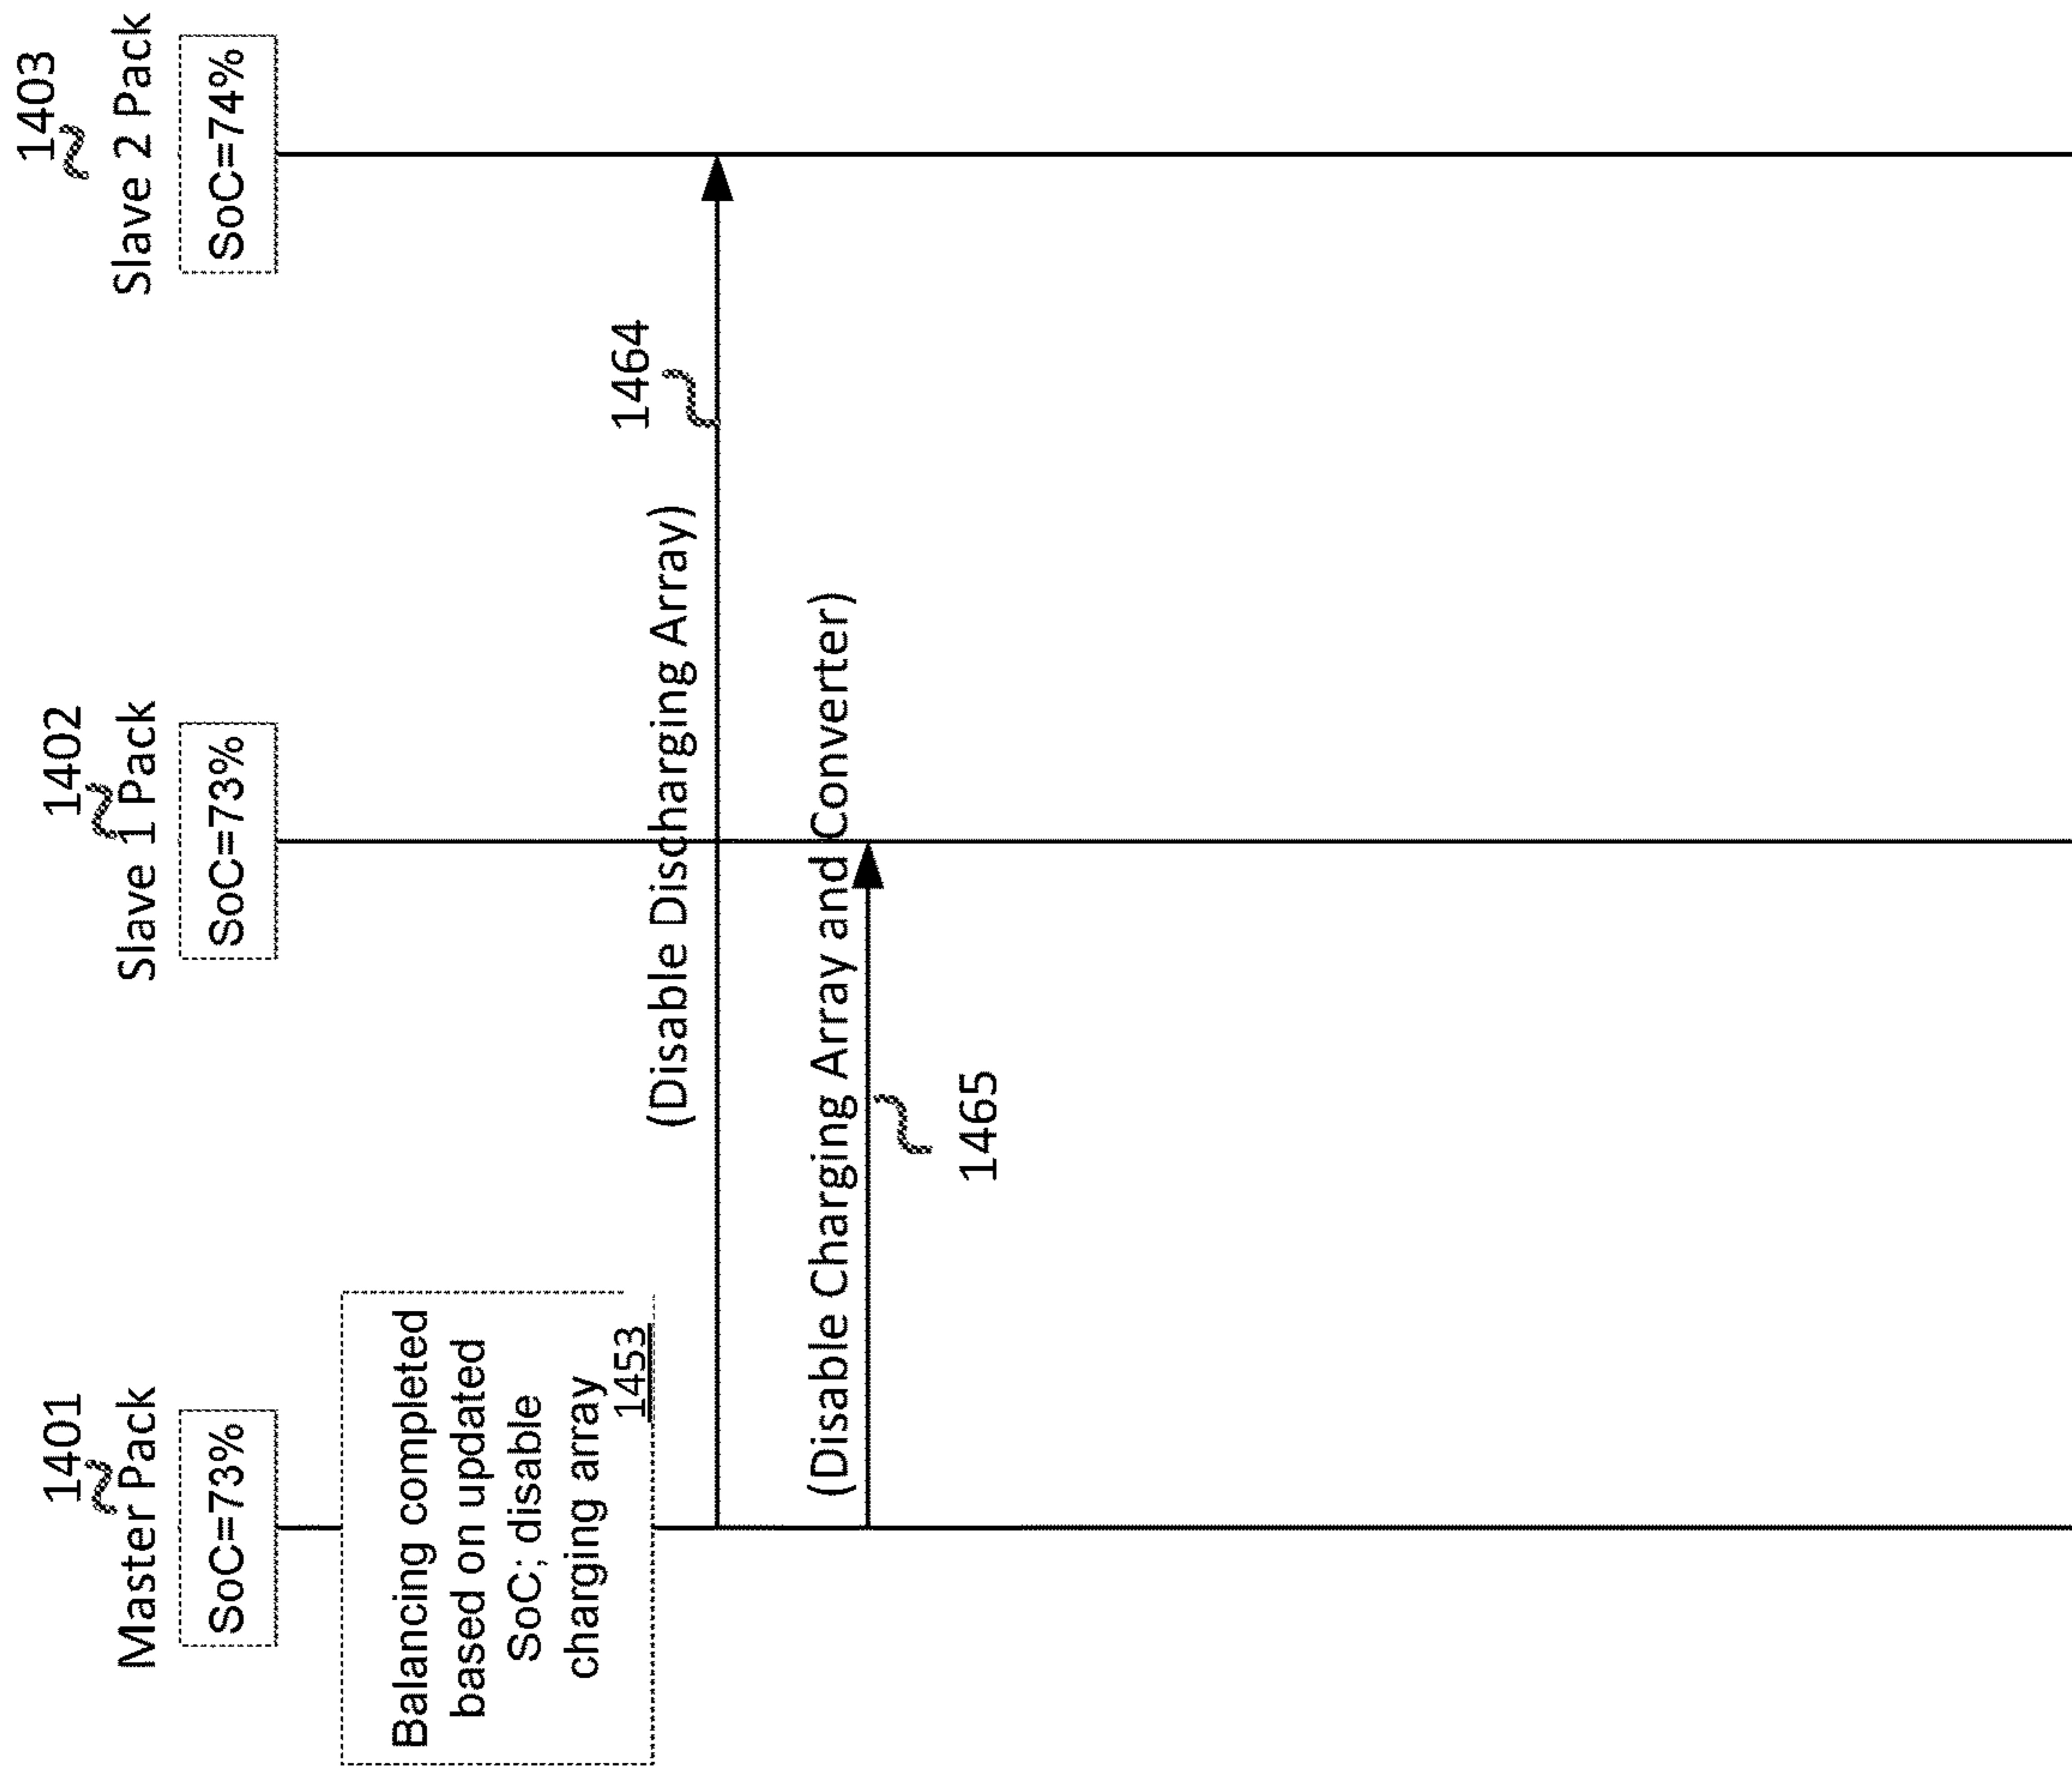 1401
Master Pack
SoC=73%
1402
Slave 1 Pack
SoC=73%
1403
Slave 2 Pack
SoC=74%
Balancing completed
based on updated
SoC; disable
charging array
1453
(Disable Discharging Array)
1464
(Disable Charging Array and Converter)
1465